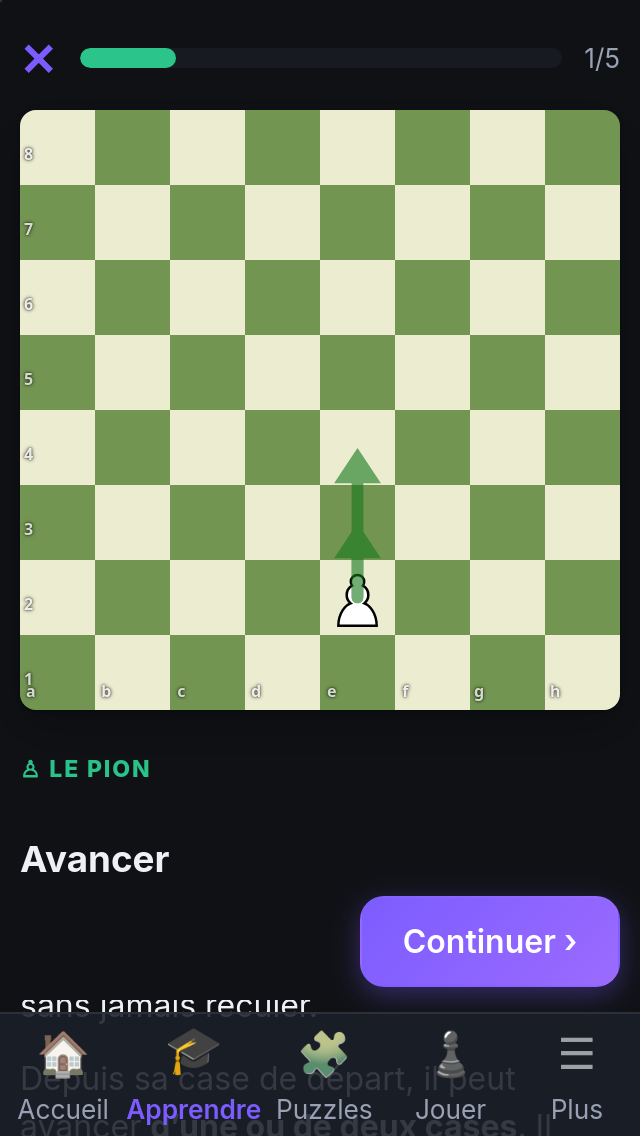 1/5
8
7
6
5
4
3
2
1
a b c d e f g h
♙ LE PION
Avancer
Continuer ›
sans jamais reculer.
Depuis sa case de départ, il peut
avancer d'une ou de deux cases. Il
Accueil Apprendre Puzzles Jouer Plus